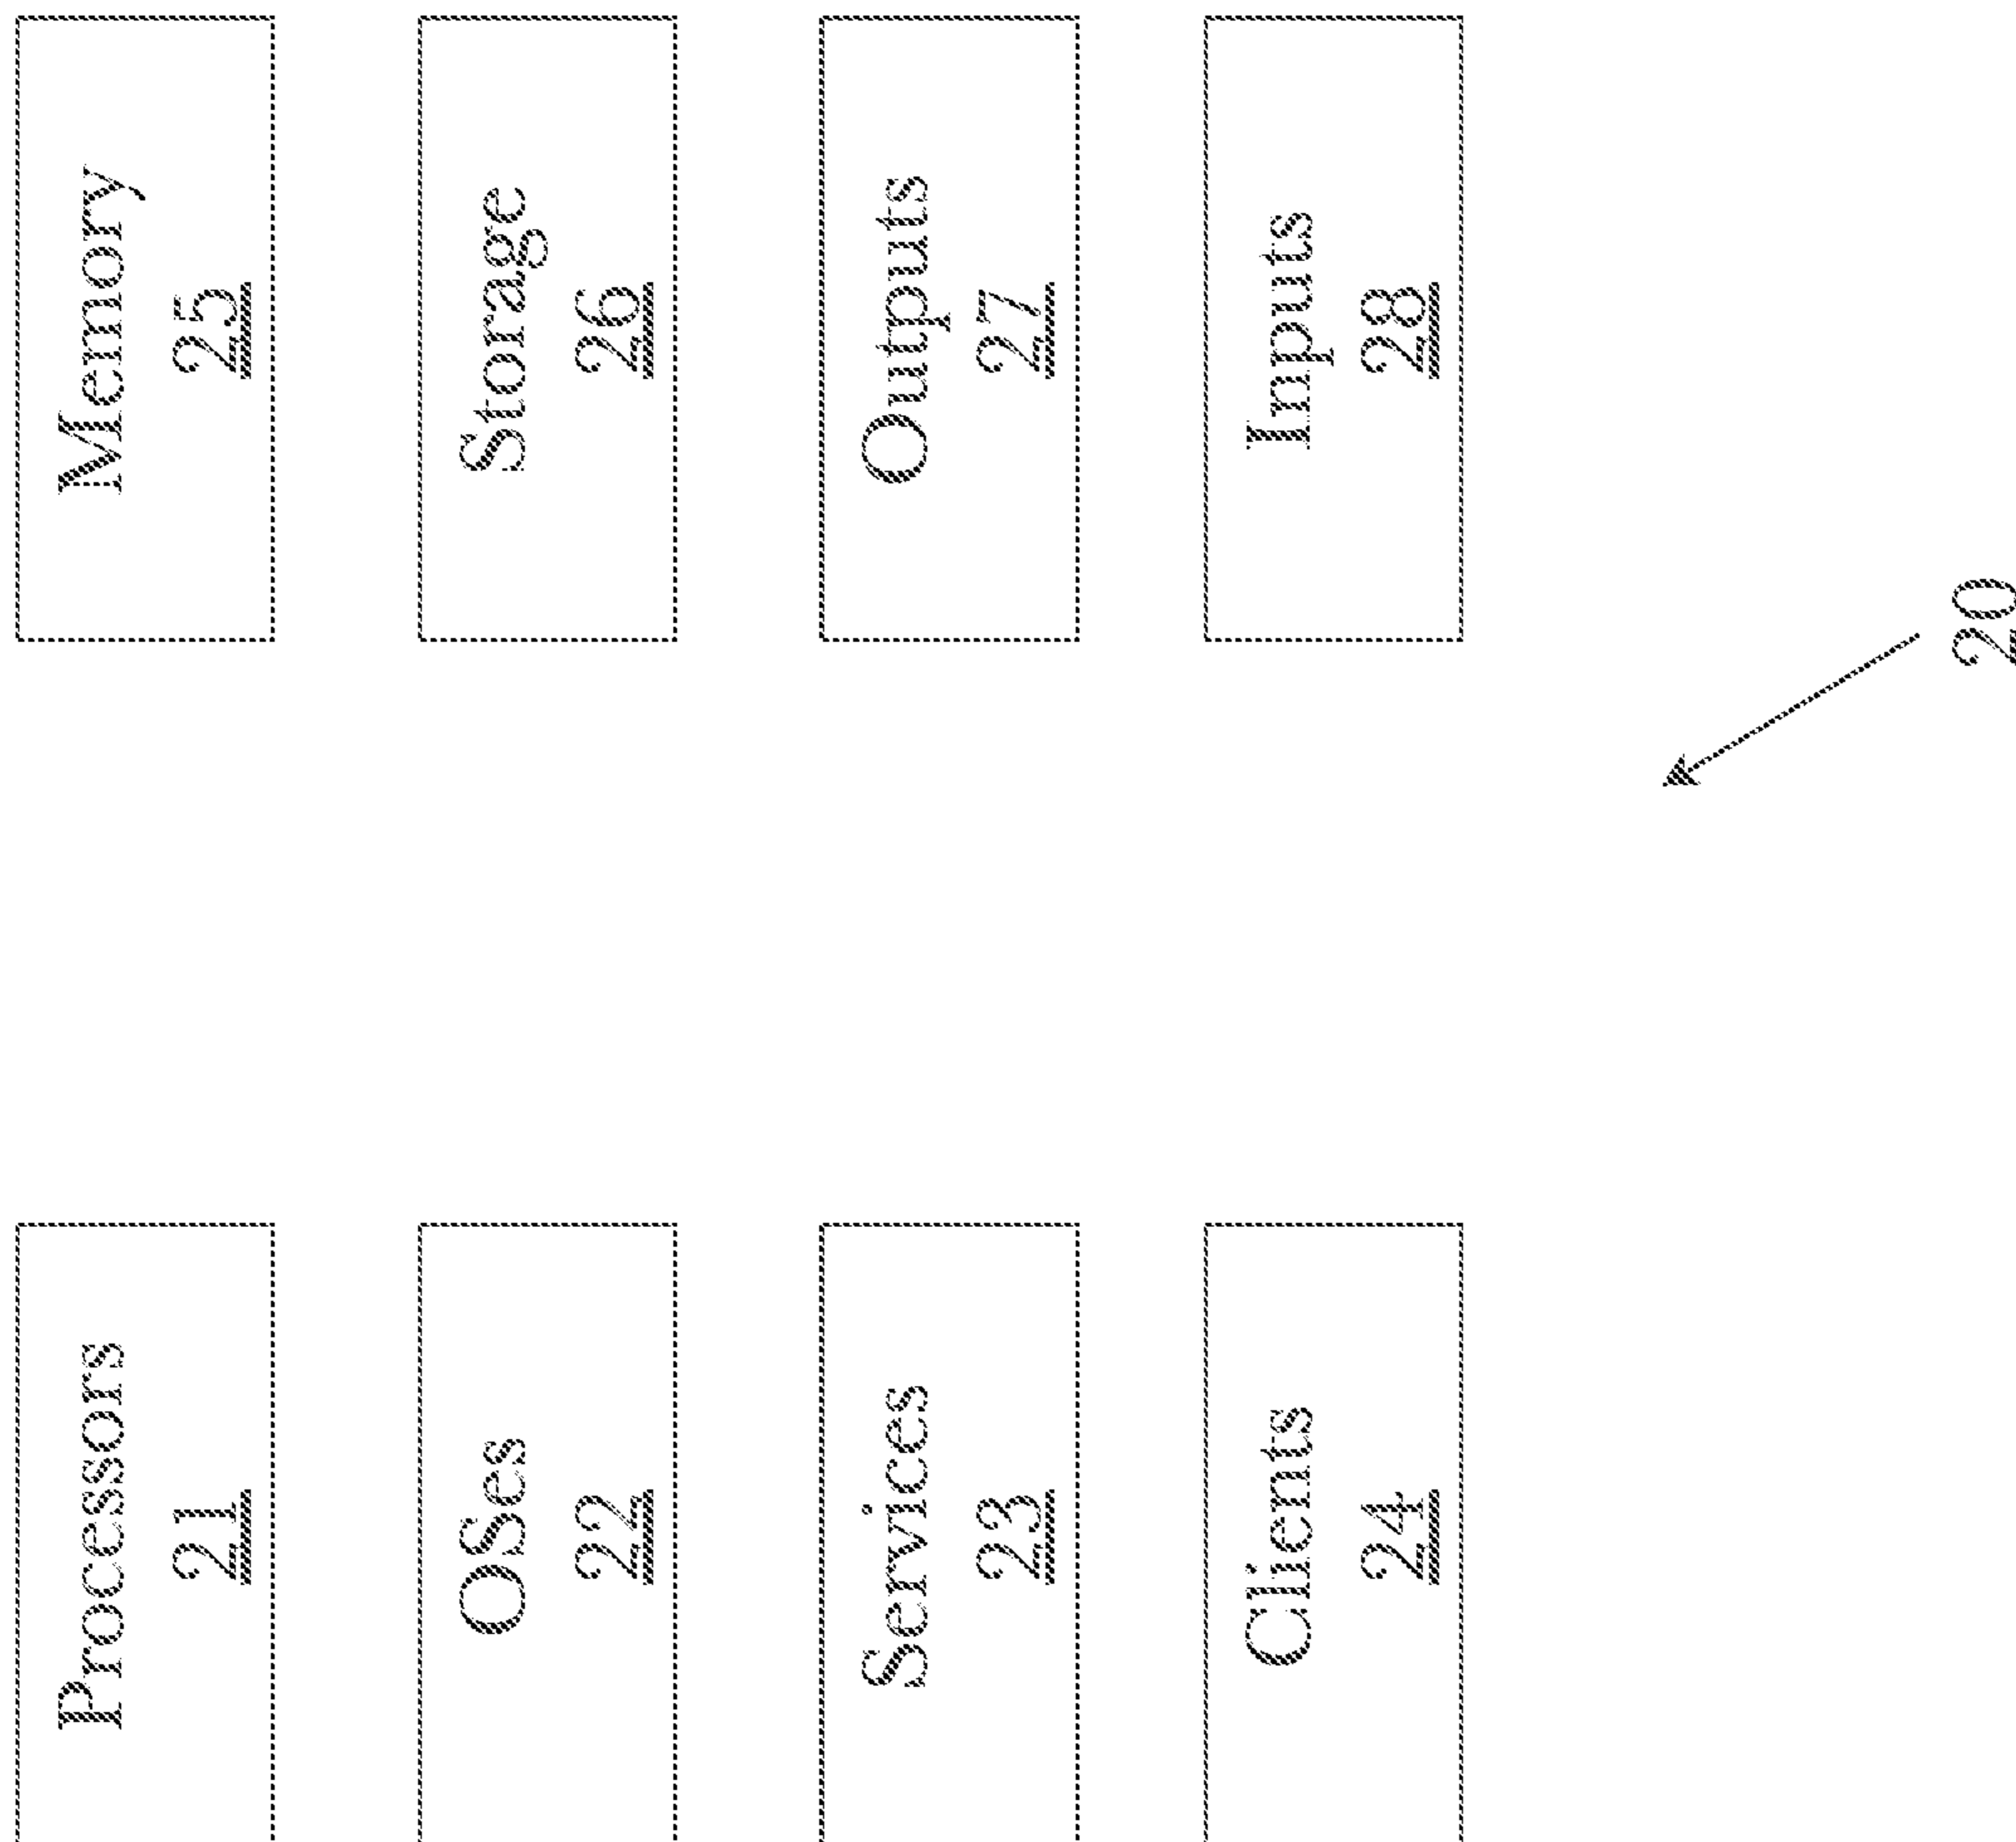 Processors
21
Memory
25
OSes
22
Storage
26
Services
23
Outputs
27
Clients
24
Inputs
28
20